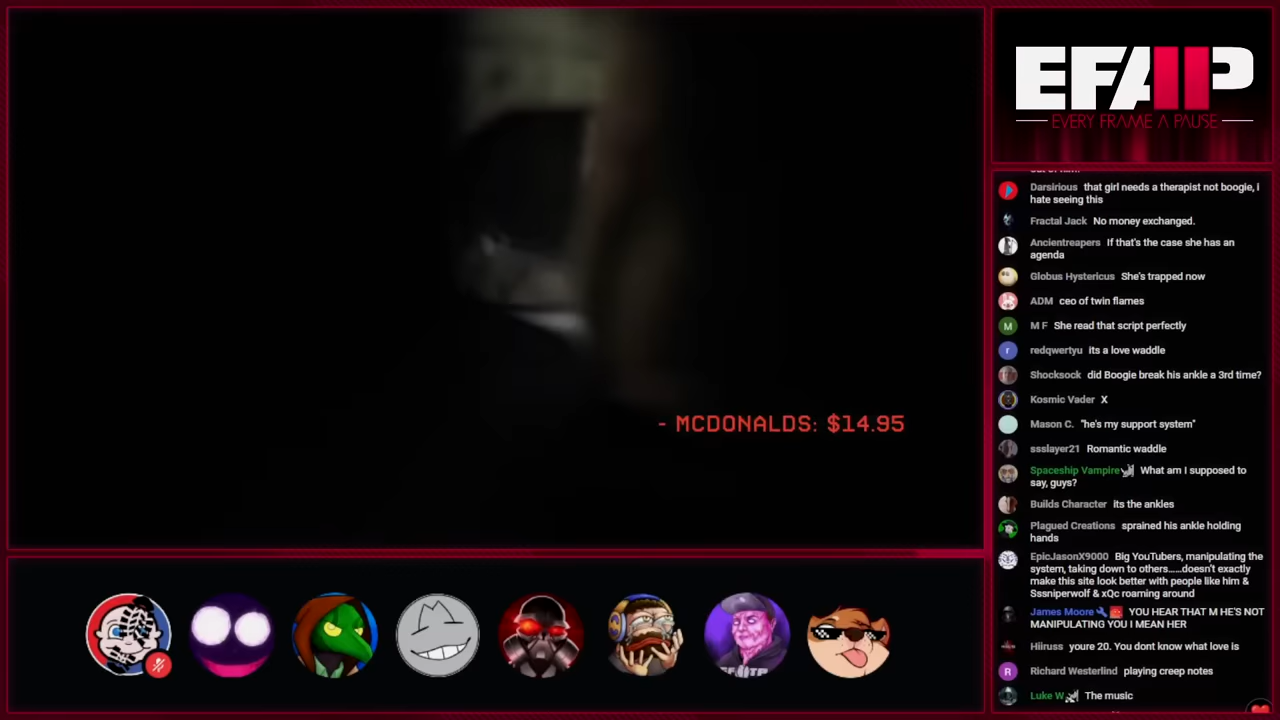 EFAP
EVERY FRAME A PAUSE
- MCDONALDS: $14.95
Darsirious that girl needs a therapist not boogie, i
hate seeing this
Fractal Jack No money exchanged.
Ancientreapers If that's the case she has an
agenda
Globus Hystericus She's trapped now
ADM ceo of twin flames
M F She read that script perfectly
redqwertyu its a love waddle
Shocksock did Boogie break his ankle a 3rd time?
Kosmic Vader X
Mason C. "he's my support system"
ssslayer21 Romantic waddle
Spaceship Vampire What am I supposed to
say, guys?
Builds Character its the ankles
Plagued Creations sprained his ankle holding
hands
EpicJasonX9000 Big YouTubers, manipulating the
system, taking down to others......doesn't exactly
make this site look better with people like him &
Sssniperwolf & xQc roaming around
James Moore YOU HEAR THAT M HE'S NOT
MANIPULATING YOU I MEAN HER
Hiiruss youre 20. You dont know what love is
Richard Westerlind playing creep notes
Luke W. The music